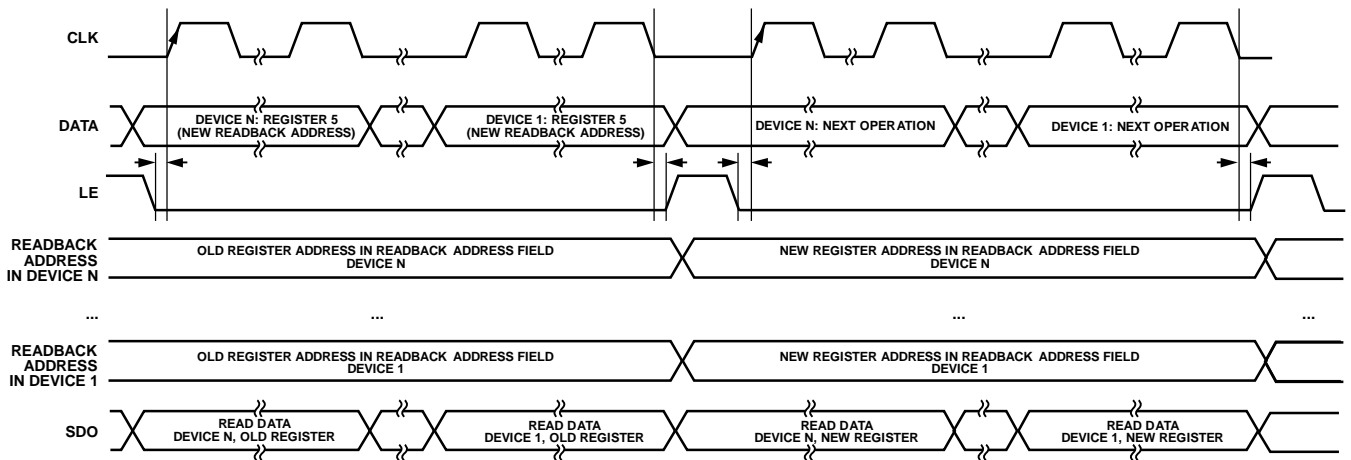 CLK
DATA
DEVICE N: REGISTER 5
(NEW READBACK ADDRESS)
DEVICE 1: REGISTER 5
(NEW READBACK ADDRESS)
DEVICE N: NEXT OPERATION
DEVICE 1: NEXT OPERATION
LE
READBACK
ADDRESS
IN DEVICE N
OLD REGISTER ADDRESS IN READBACK ADDRESS FIELD
DEVICE N
NEW REGISTER ADDRESS IN READBACK ADDRESS FIELD
DEVICE N
...
...
...
...
READBACK
ADDRESS
IN DEVICE 1
OLD REGISTER ADDRESS IN READBACK ADDRESS FIELD
DEVICE 1
NEW REGISTER ADDRESS IN READBACK ADDRESS FIELD
DEVICE 1
SDO
READ DATA
DEVICE N, OLD REGISTER
READ DATA
DEVICE 1, OLD REGISTER
READ DATA
DEVICE N, NEW REGISTER
READ DATA
DEVICE 1, NEW REGISTER